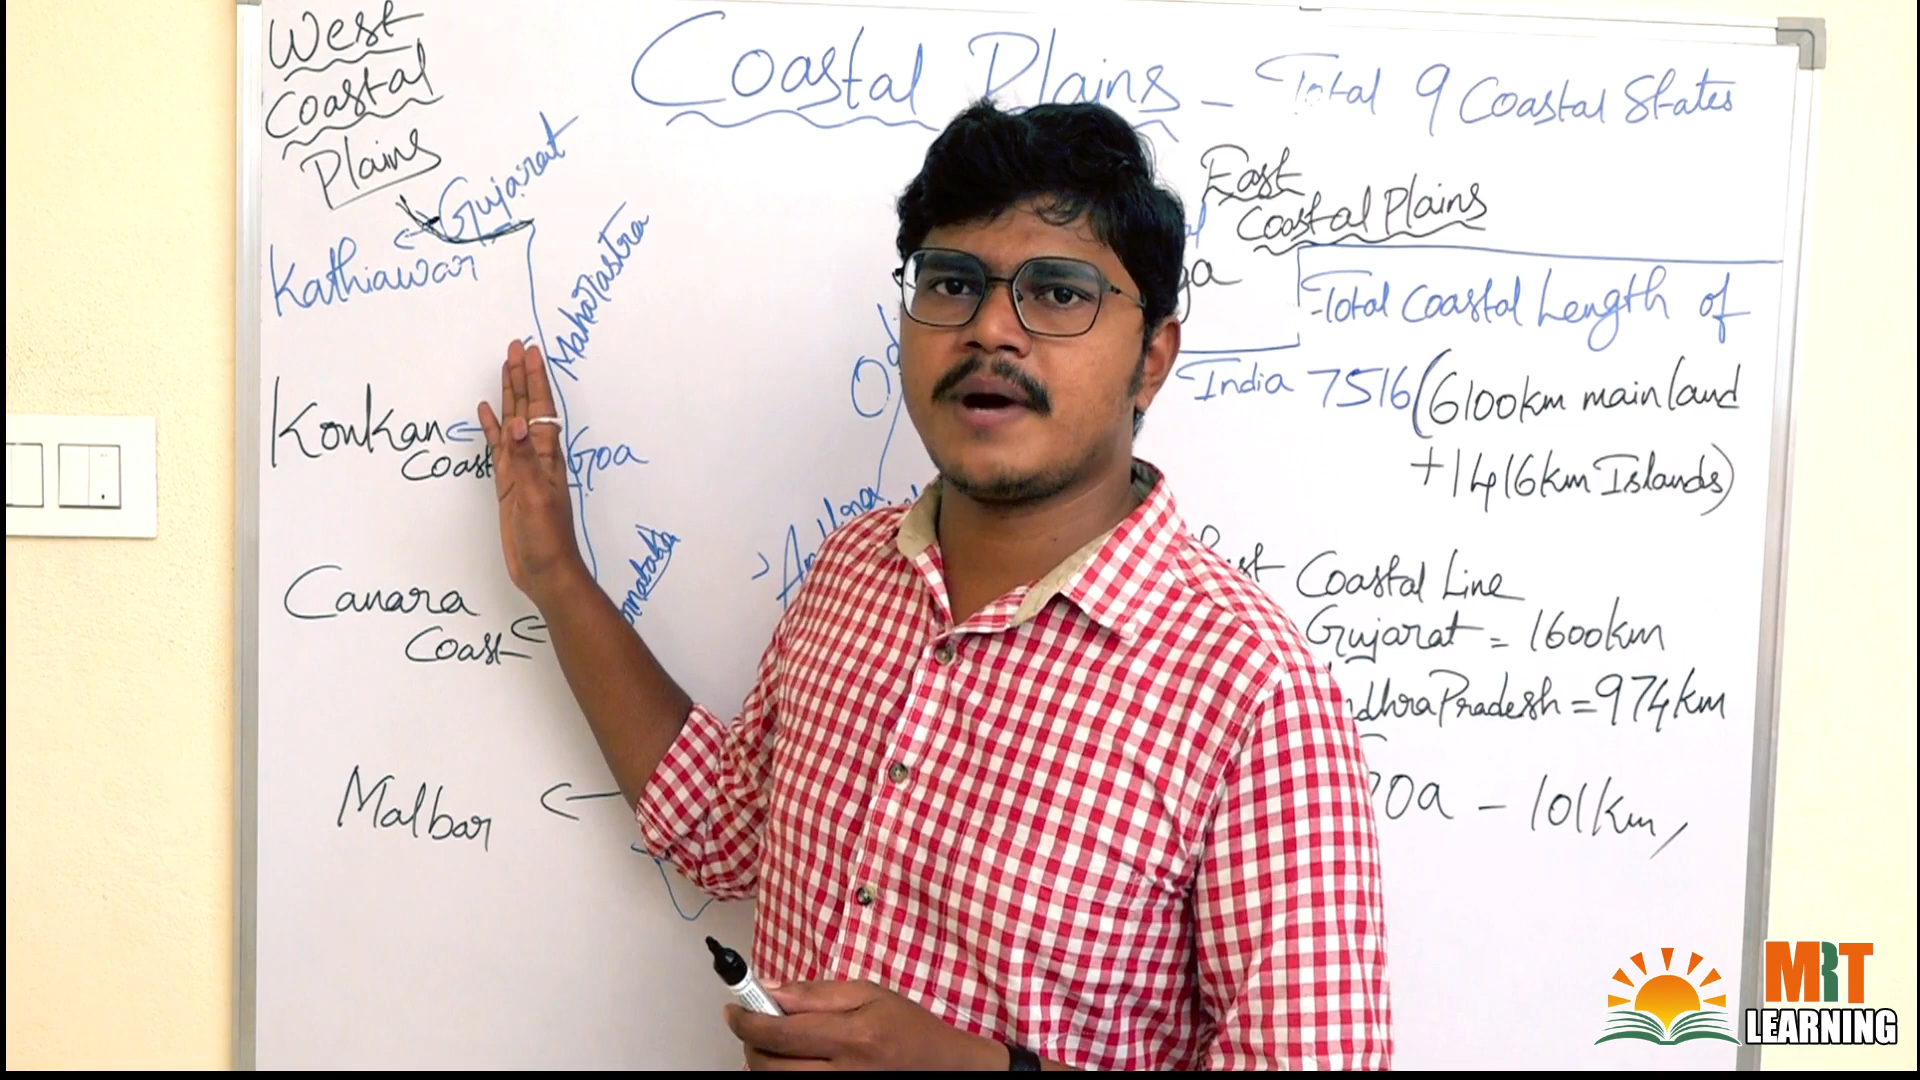 West
Coastal
Plains
Coastal Plains - Total 9 Coastal States
Gujarat
Kathiawar
Maharastra
Konkan
Coast
Goa
Canara
Coast
Malbar
East
Coastal Plains
Total Coastal Length of
India 7516 (6100km mainland
+1416km Islands)
Coastal Line
Gujarat = 1600km
= 974km
- 101km,
MRT
LEARNING